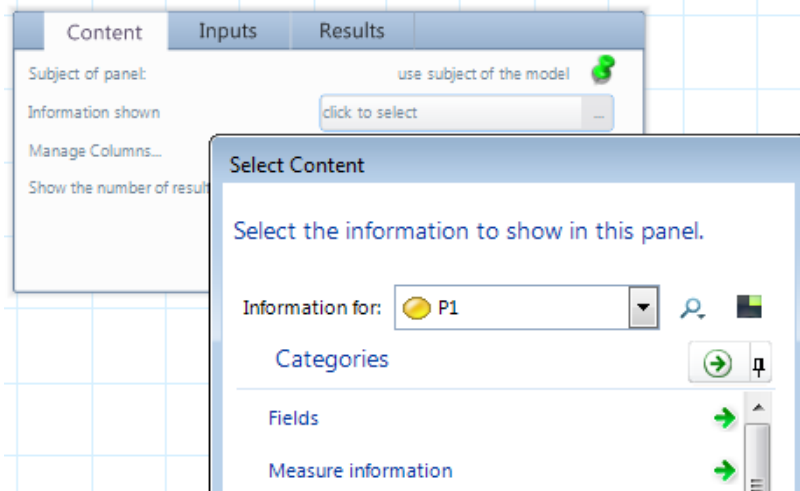 Content Inputs Results
Subject of panel: use subject of the model
Information shown click to select ...
Manage Columns...
Show the number of result
Select Content
Select the information to show in this panel.
Information for: P1
Categories
Fields
Measure information